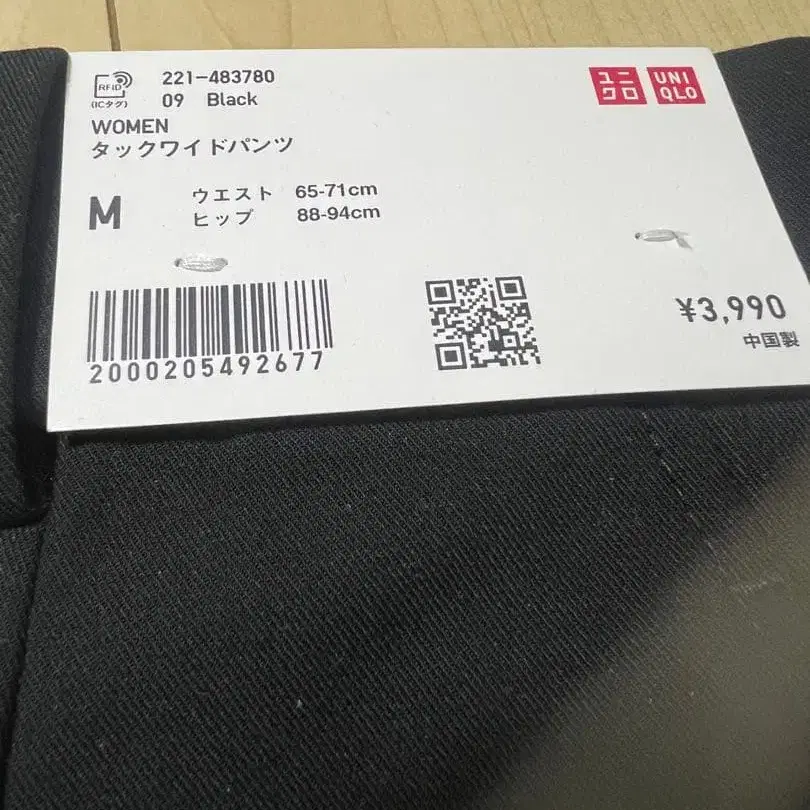 RFID
(ICタグ)
221-483780
09 Black
ユニ
クロ
UNI
QLO
WOMEN
タックワイドパンツ
M
ウエスト 65-71cm
ヒップ 88-94cm
2000205492677
¥3,990
中国製